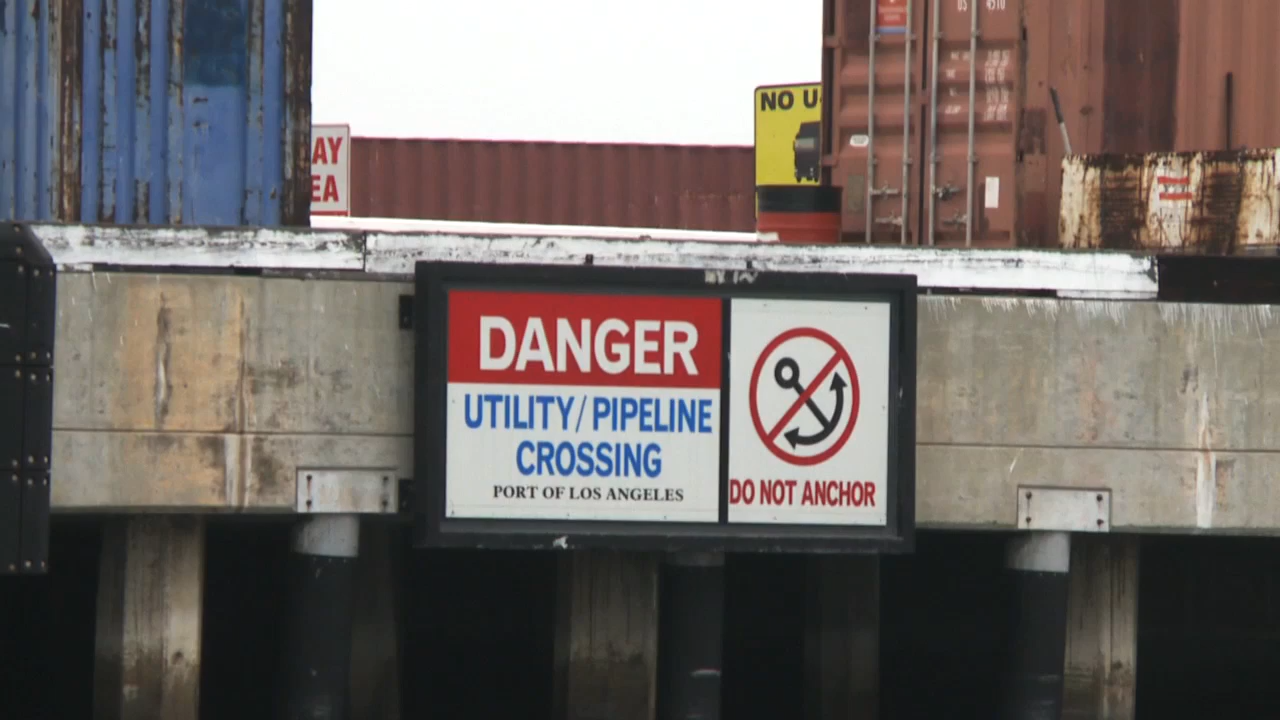 NO U
AY
EA
DANGER
UTILITY/PIPELINE
CROSSING
PORT OF LOS ANGELES
DO NOT ANCHOR